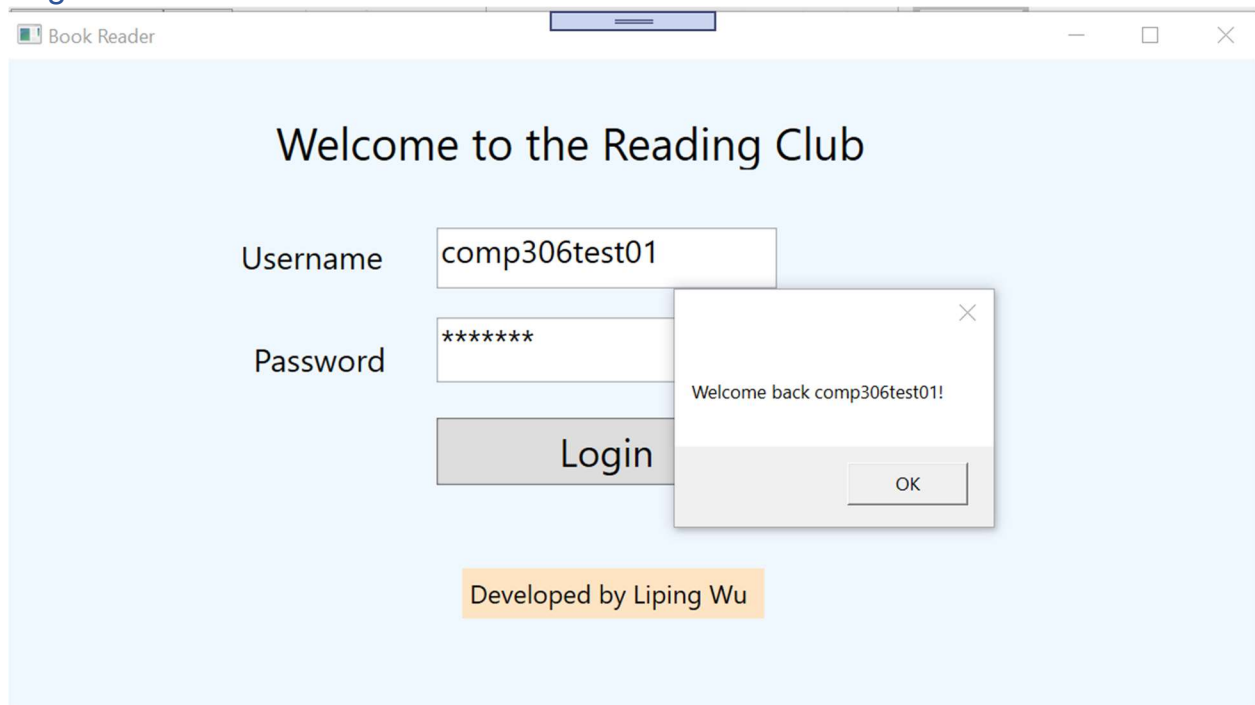 Book Reader
Welcome to the Reading Club
Username
comp306test01
Password
*******
Welcome back comp306test01!
Login
OK
Developed by Liping Wu